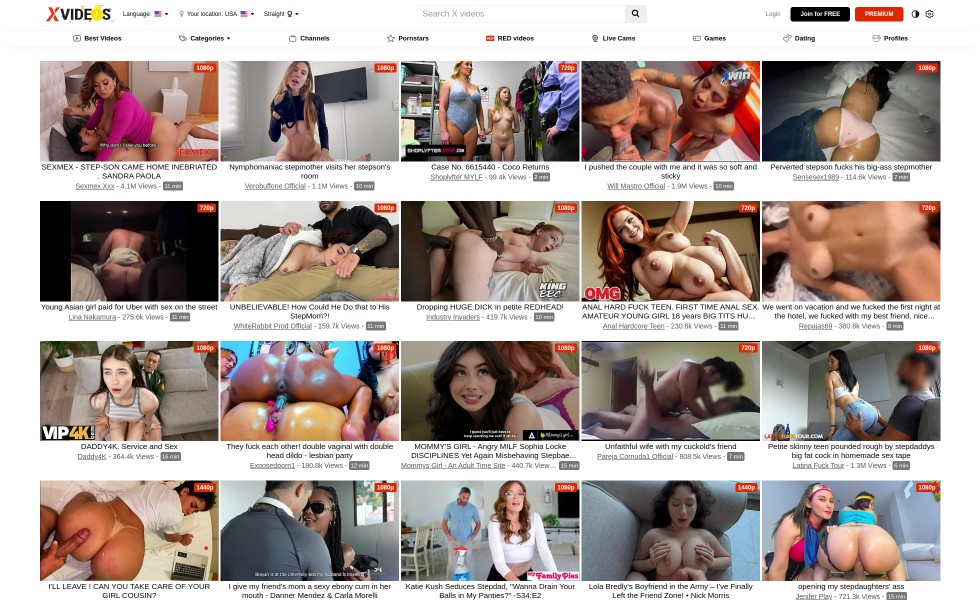 XVIDEOS
Language:
Your location: USA
Straight
Search X videos
Login
Join for FREE
PREMIUM
Best Videos
Categories
Channels
Pornstars
RED videos
Live Cams
Games
Dating
Profiles
1080p
1080p
720p
1080p
Why didn't I see you before
SEXMEX
SHOPLYFTER
win
SEXMEX - STEP-SON CAME HOME INEBRIATED
. SANDRA PAOLA
Sexmex Xxx - 4.1M Views - 11 min
Nymphomaniac stepmother visits her stepson's
room
Verobuffone Official - 1.1M Views - 10 min
Case No. 6615440 - Coco Returns
Shoplyfter MYLF - 99.4k Views - 2 min
I pushed the couple with me and it was so soft and
sticky
Will Mastro Official - 1.9M Views - 10 min
Perverted stepson fucks his big-ass stepmother
Sensesex1989 - 114.6k Views - 7 min
720p
1080p
1080p
720p
720p
KING
BBC
OMG
Young Asian girl paid for Uber with sex on the street
Lina Nakamura - 275.6k Views - 11 min
UNBELIEVABLE! How Could He Do that to His
StepMom?!
WhiteRabbit Prod Official - 159.7k Views - 11 min
Dropping HUGE DICK in petite REDHEAD!
Industry Invaders - 419.7k Views - 10 min
ANAL HARD FUCK TEEN. FIRST TIME ANAL SEX.
AMATEUR YOUNG GIRL 18 years BIG TITS HU...
Anal Hardcore Teen - 230.8k Views - 11 min
We went on vacation and we fucked the first night at
the hotel, we fucked with my best friend, nice...
Repajas69 - 380.8k Views - 9 min
1080p
1080p
1080p
720p
1080p
VIP4K
TOUR.COM
DADDY4K. Service and Sex
Daddy4K - 364.4k Views - 16 min
They fuck each other! double vaginal with double
head dildo - lesbian party
Exposedporn1 - 180.8k Views - 12 min
MOMMY'S GIRL - Angry MILF Sophia Locke
DISCIPLINES Yet Again Misbehaving Stepbae...
Mommys Girl - An Adult Time Site - 440.7k View... - 15 min
Unfaithful wife with my cuckold's friend
Pareja Cornuda1 Official - 808.5k Views - 7 min
Petite skinny teen pounded rough by stepdaddys
big fat cock in homemade sex tape
Latina Fuck Tour - 1.3M Views - 6 min
1440p
1080p
1080p
1440p
1080p
my Family Pies
I'LL LEAVE ! CAN YOU TAKE CARE OF YOUR
GIRL COUSIN?
I give my friend's mom a sexy ebony cum in her
mouth - Danner Mendez & Carla Morelli
Katie Kush Seduces Stepdad, "Wanna Drain Your
Balls in My Panties?" -S34:E2
Lola Bredly's Boyfriend in the Army – I've Finally
Left the Friend Zone! • Nick Morris
opening my stepdaughters' ass
Jenifer Play - 721.3k Views - 15 min